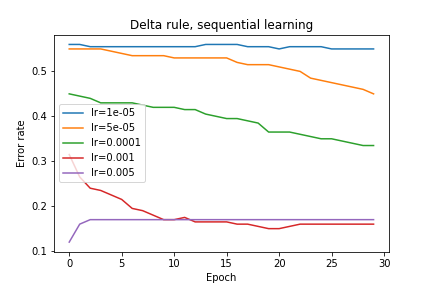 Delta rule, sequential learning
Error rate
0.5
0.4
0.3
0.2
0.1
lr=1e-05
lr=5e-05
lr=0.0001
lr=0.001
lr=0.005
0 5 10 15 20 25 30
Epoch